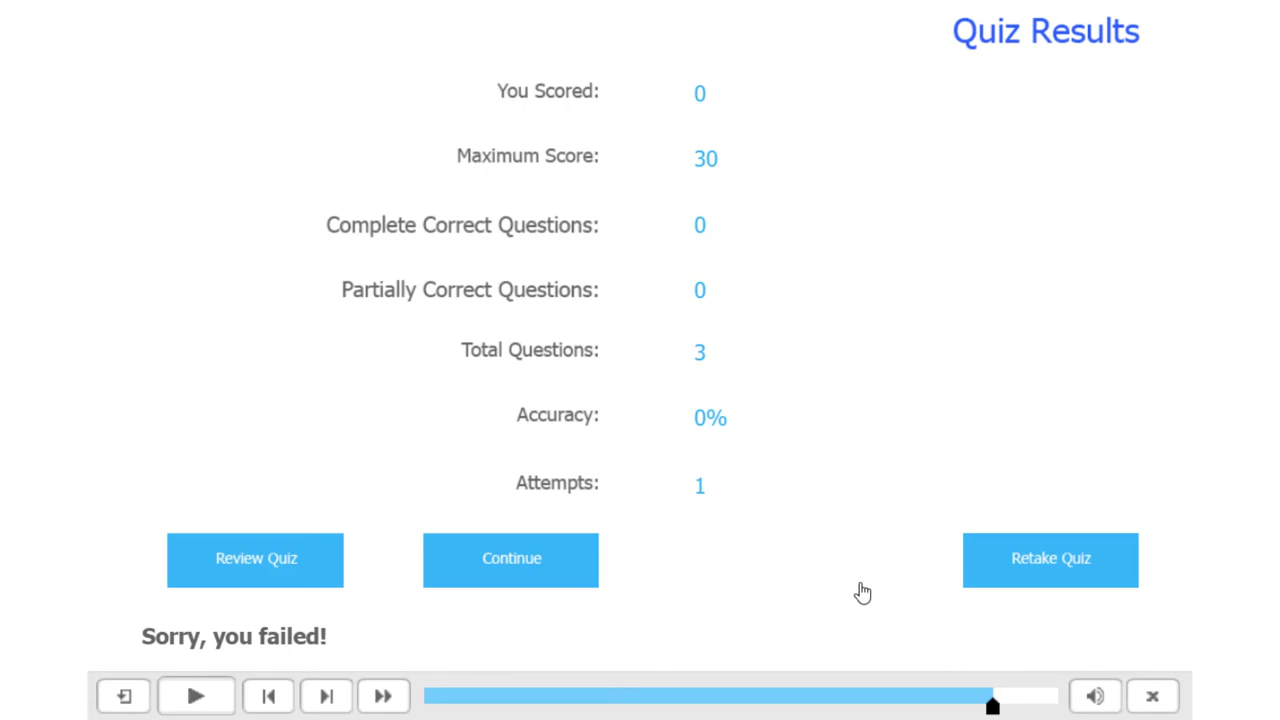 Quiz Results
You Scored: 0
Maximum Score: 30
Complete Correct Questions: 0
Partially Correct Questions: 0
Total Questions: 3
Accuracy: 0%
Attempts: 1
Review Quiz Continue Retake Quiz
Sorry, you failed!